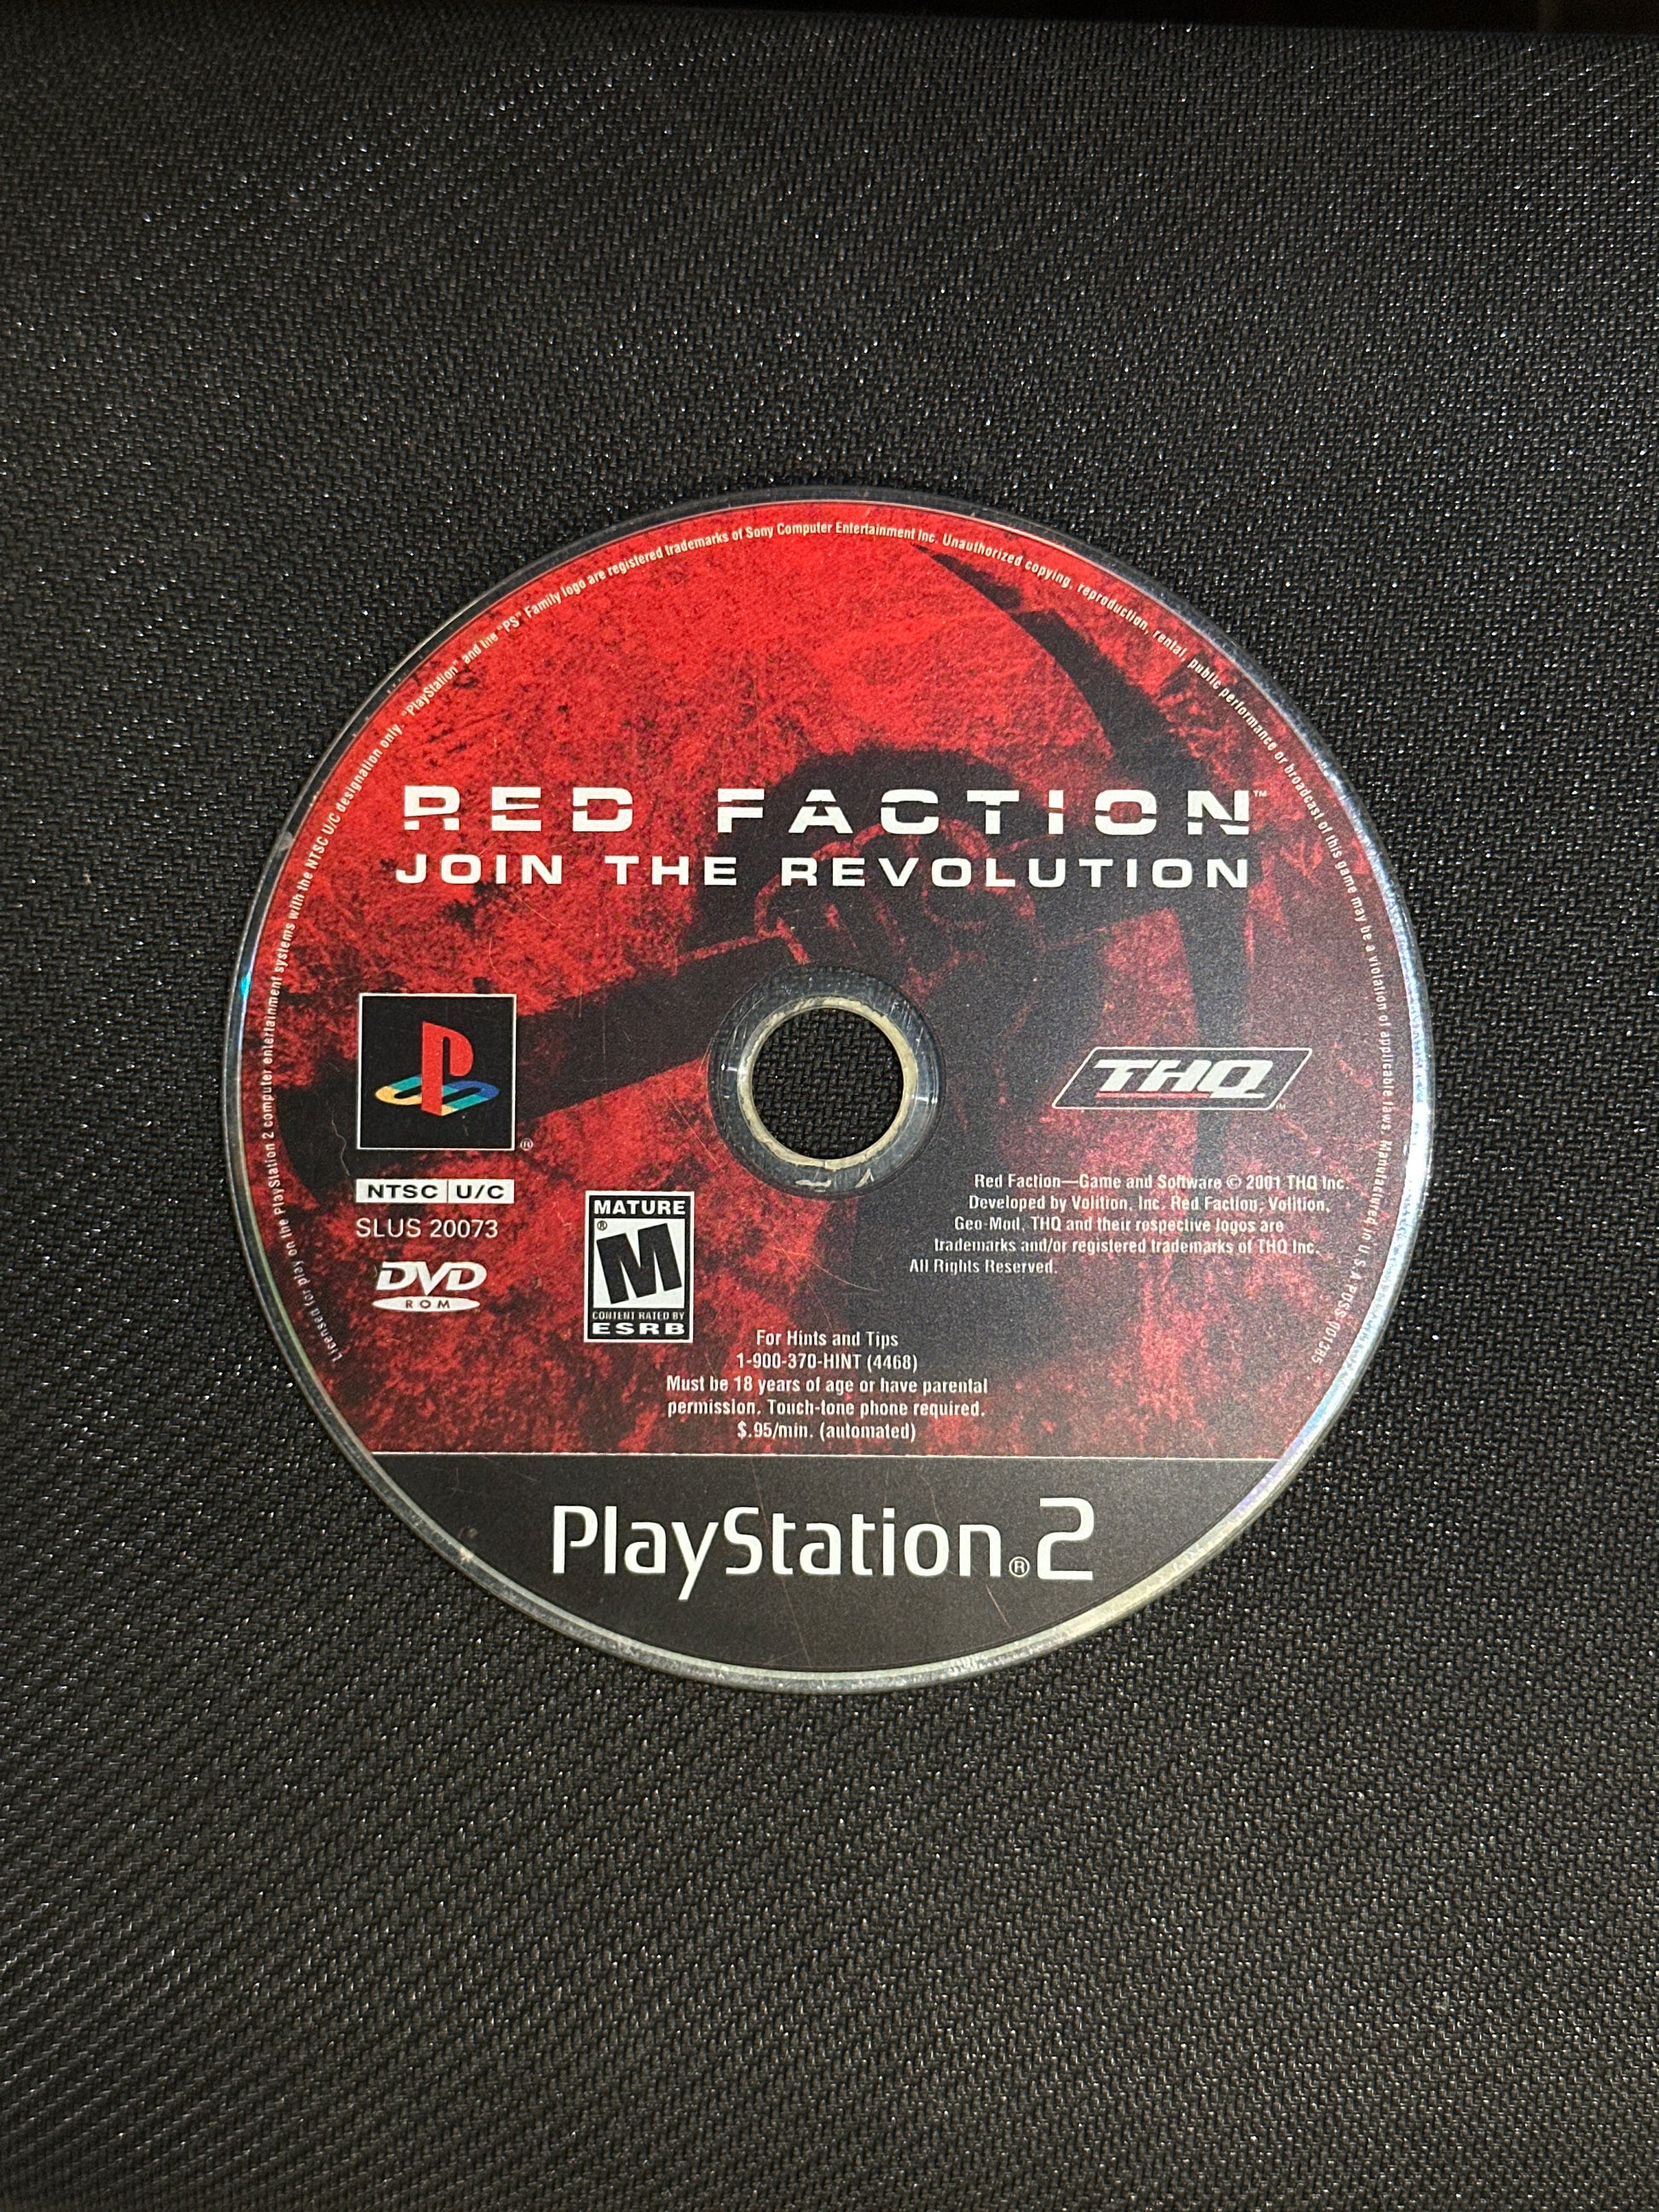 Licensed for play on the PlayStation 2 computer entertainment systems with the NTSC U/C designation only. "PlayStation" and the "PS" Family logo are registered trademarks of Sony Computer Entertainment Inc. Unauthorized copying, reproduction, rental, public performance or broadcast of this game may be a violation of applicable laws. Manufactured in U.S.A. PDSS-001385
RED FACTION™
JOIN THE REVOLUTION
®
THQ
™
NTSC U/C
SLUS 20073
DVD
ROM
MATURE
®
M
CONTENT RATED BY
ESRB
Red Faction—Game and Software © 2001 THQ Inc.
Developed by Volition, Inc. Red Faction, Volition,
Geo-Mod, THQ and their respective logos are
trademarks and/or registered trademarks of THQ Inc.
All Rights Reserved.
For Hints and Tips
1-900-370-HINT (4468)
Must be 18 years of age or have parental
permission. Touch-tone phone required.
$.95/min. (automated)
PlayStation®2